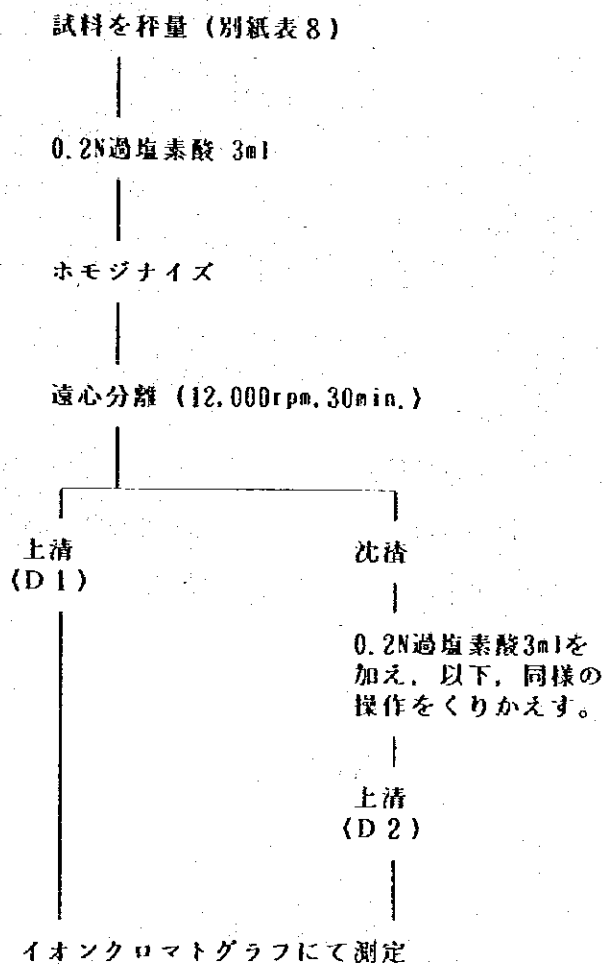 試料を秤量 (別紙表8)
0.2N過塩素酸 3ml
ホモジナイズ
遠心分離 (12,000rpm,30min.)
上清
(D1)
沈渣
0.2N過塩素酸3mlを
加え、以下、同様の
操作をくりかえす。
上清
(D2)
イオンクロマトグラフにて測定